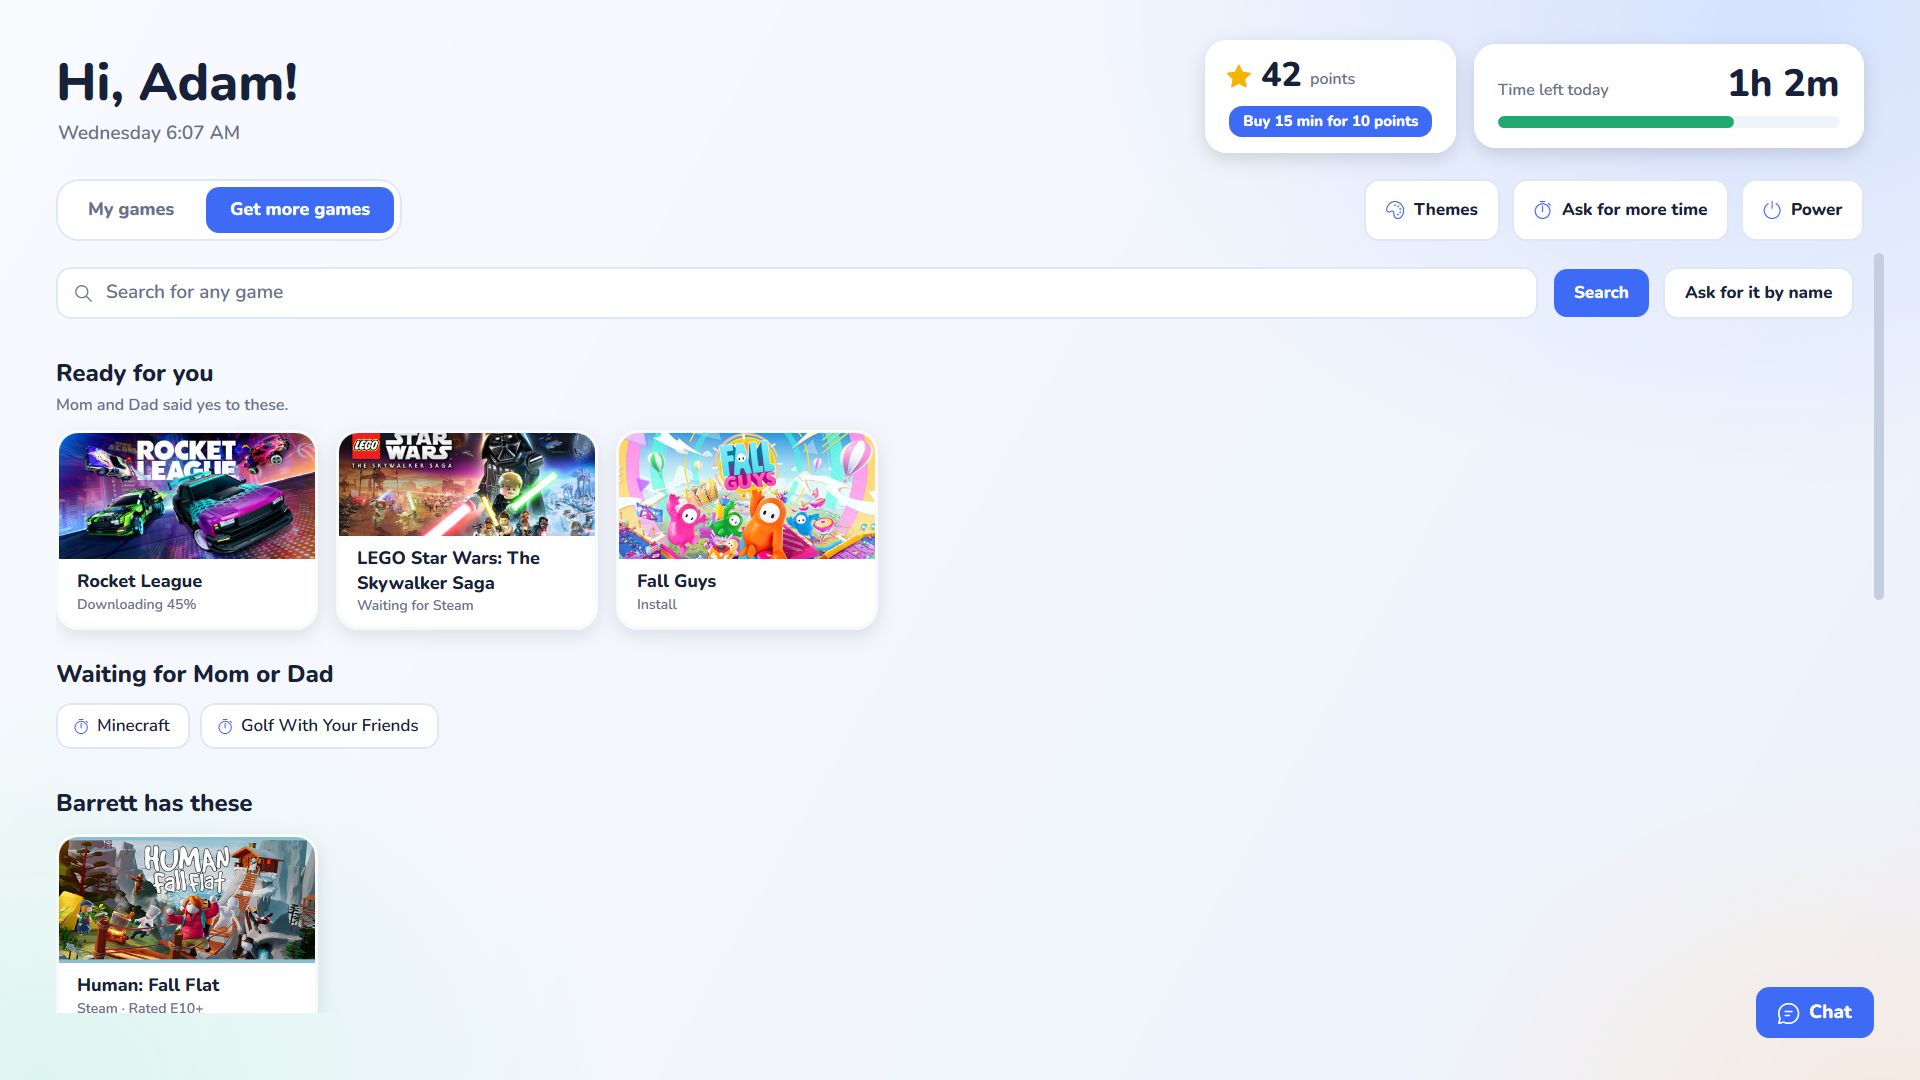 Hi, Adam!
Wednesday 6:07 AM
42 points
Buy 15 min for 10 points
Time left today
1h 2m
My games
Get more games
Themes
Ask for more time
Power
Search for any game
Search
Ask for it by name
Ready for you
Mom and Dad said yes to these.
ROCKET
LEAGUE
Rocket League
Downloading 45%
LEGO
STAR
WARS
THE SKYWALKER SAGA
LEGO Star Wars: The
Skywalker Saga
Waiting for Steam
FALL
GUYS
Fall Guys
Install
Waiting for Mom or Dad
Minecraft
Golf With Your Friends
Barrett has these
HUMAN
fall flat
Human: Fall Flat
Steam · Rated E10+
Chat